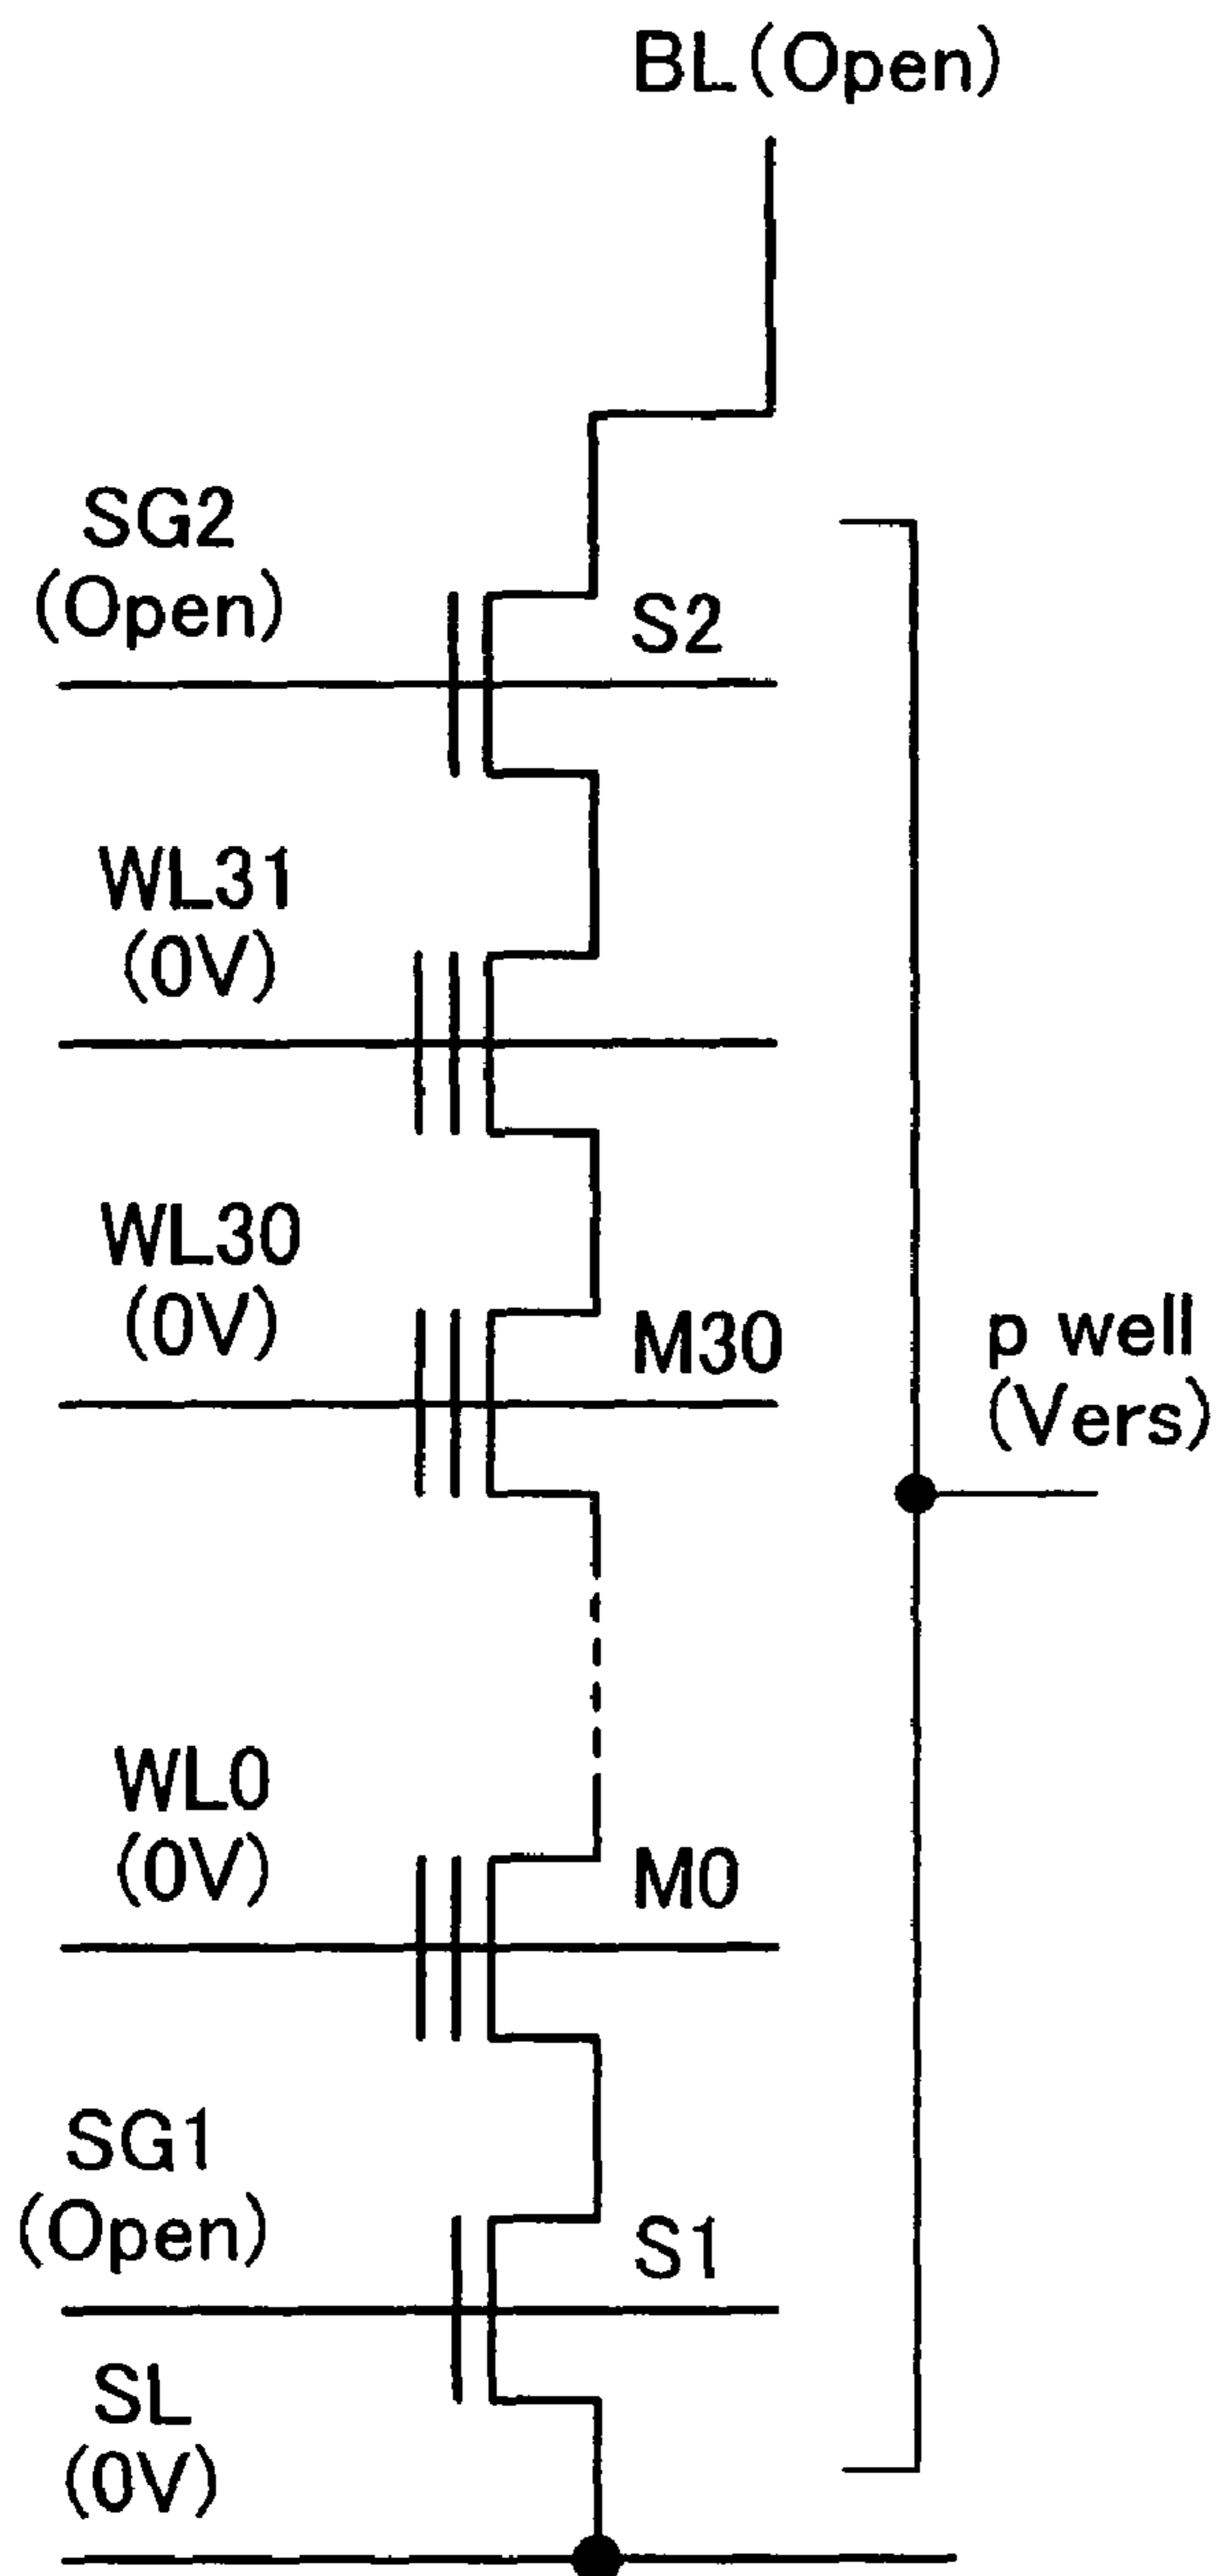 BL(Open)
SG2
(Open)
S2
WL31
(0V)
WL30
(0V)
M30
p well
(Vers)
WL0
(0V)
M0
SG1
(Open)
S1
SL
(0V)